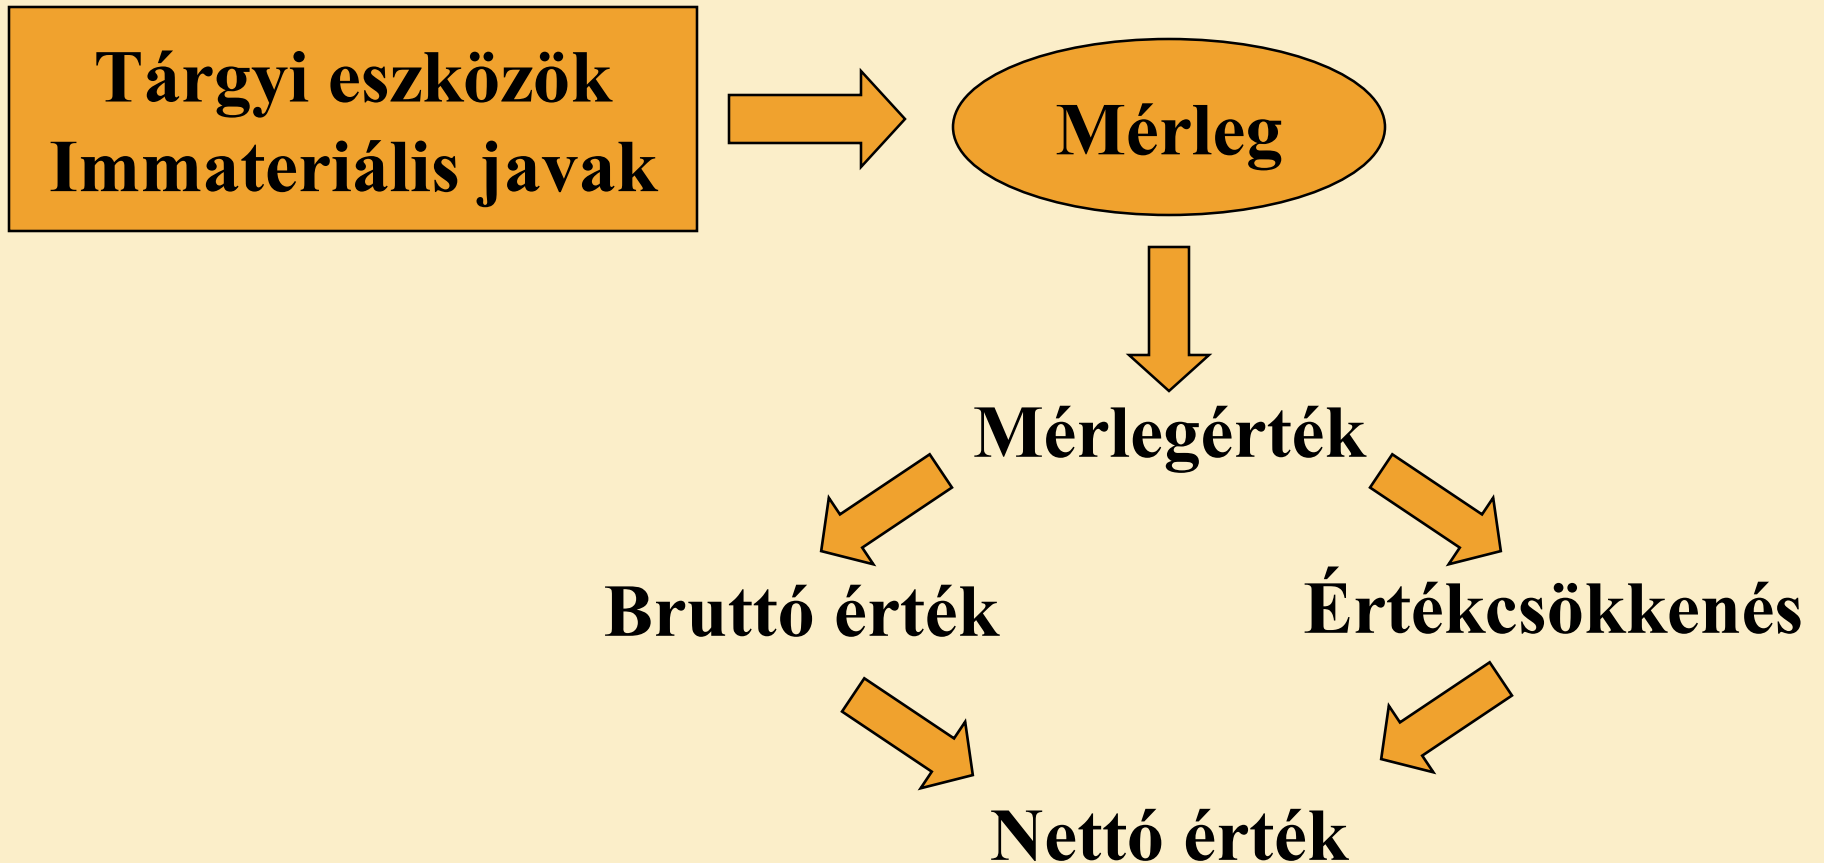 Tárgyi eszközök
Immateriális javak
Mérleg
Mérlegérték
Bruttó érték
Értékcsökkenés
Nettó érték